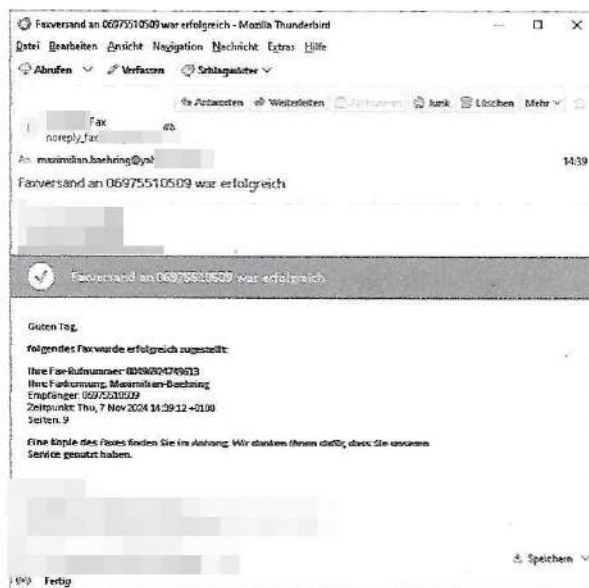 Faxversand an 06975510509 war erfolgreich - Mozilla Thunderbird
Datei Bearbeiten Ansicht Navigation Nachricht Extras Hilfe
Abrufen Verfassen Schlagwörter
Antworten Weiterleiten Archivieren Junk Löschen Mehr
Fax
noreply_fax
An maximilian.baehring@yah
14:39
Faxversand an 06975510509 war erfolgreich
Faxversand an 06975510509 war erfolgreich
Guten Tag,
folgendes Fax wurde erfolgreich zugestellt:
Ihre Fax-Rufnummer:
Ihre Faxkennung: Maximilian-Baehring
Empfänger: 06975510509
Zeitpunkt: Thu, 7 Nov 2024 14:39:12 +0100
Seiten: 9
Eine Kopie des Faxes finden Sie im Anhang. Wir danken Ihnen dafür, dass Sie unseren
Service genutzt haben.
Speichern
Fertig